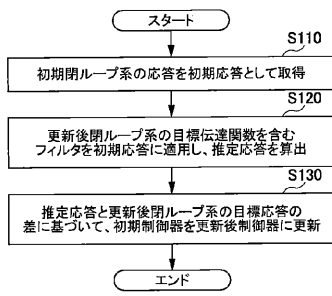 スタート
S110
初期閉ループ系の応答を初期応答として取得
S120
更新後閉ループ系の目標伝達関数を含む
フィルタを初期応答に適用し、推定応答を算出
S130
推定応答と更新後閉ループ系の目標応答の
差に基づいて、初期制御器を更新後制御器に更新
エンド